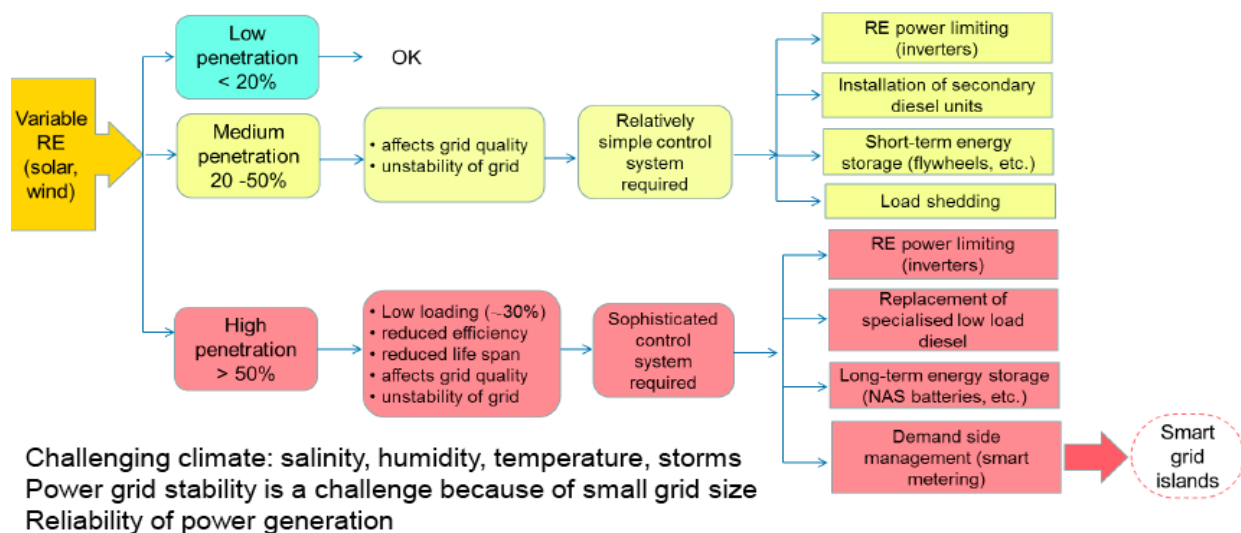 Variable
RE
(solar,
wind)
Low
penetration
< 20%
OK
Medium
penetration
20 -50%
• affects grid quality
• unstability of grid
Relatively
simple control
system
required
RE power limiting
(inverters)
Installation of secondary
diesel units
Short-term energy
storage (flywheels, etc.)
Load shedding
High
penetration
> 50%
• Low loading (~30%)
• reduced efficiency
• reduced life span
• affects grid quality
• unstability of grid
Sophisticated
control
system
required
RE power limiting
(inverters)
Replacement of
specialised low load
diesel
Long-term energy storage
(NAS batteries, etc.)
Demand side
management (smart
metering)
Smart
grid
islands
Challenging climate: salinity, humidity, temperature, storms
Power grid stability is a challenge because of small grid size
Reliability of power generation